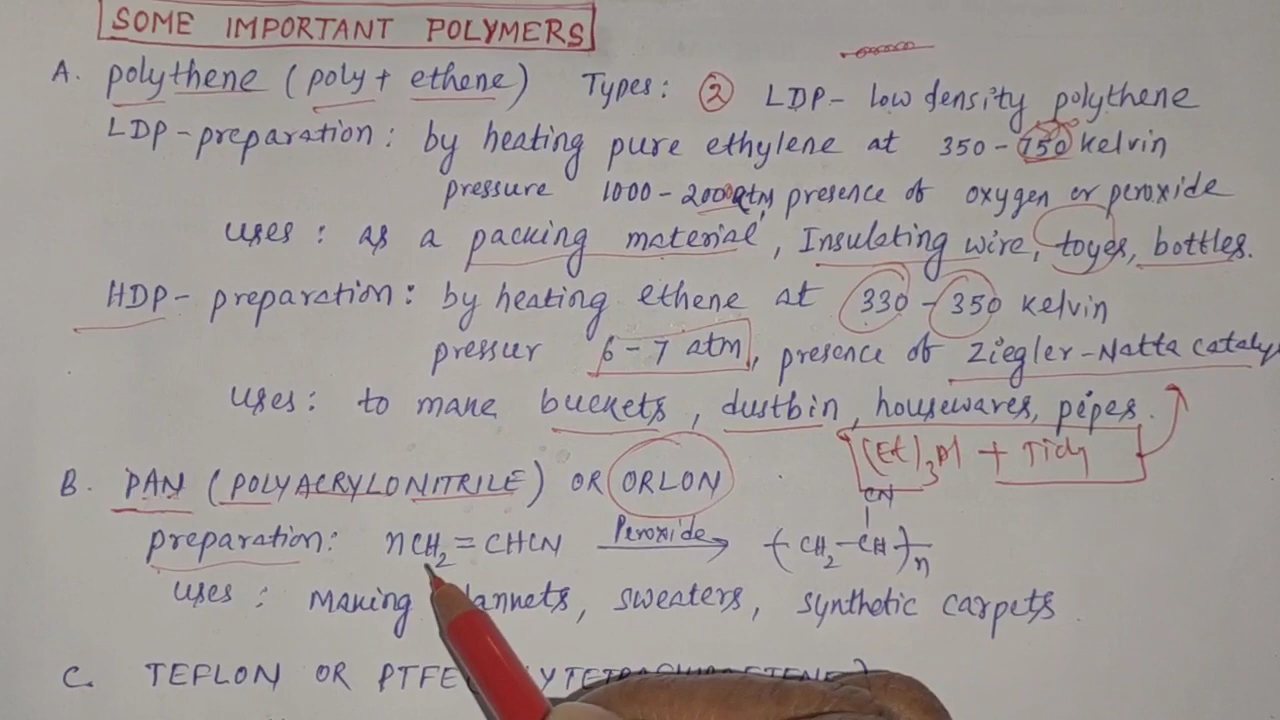 SOME IMPORTANT POLYMERS
A. polythene (poly + ethene) Types: ② LDP - low density polythene
LDP-preparation: by heating pure ethylene at 350 - 750 kelvin
pressure 1000 - 2000 atm, presence of oxygen or peroxide
uses: as a packing material, Insulating wire, toyes, bottles.
HDP - preparation: by heating ethene at 330 - 350 kelvin
pressur 6 - 7 atm, presence of Ziegler-Natta cataly
uses: to make buckets, dustbin, housewares, pipes.
(Et)₃Al + Ticl₄
B. PAN (POLYACRYLONITRILE) OR ORLON
CN
preparation: nCH₂ = CHCN Peroxide → -(CH₂-CH)-n
uses: Making sweaters, synthetic carpets.
C. TEFLON OR PTFE